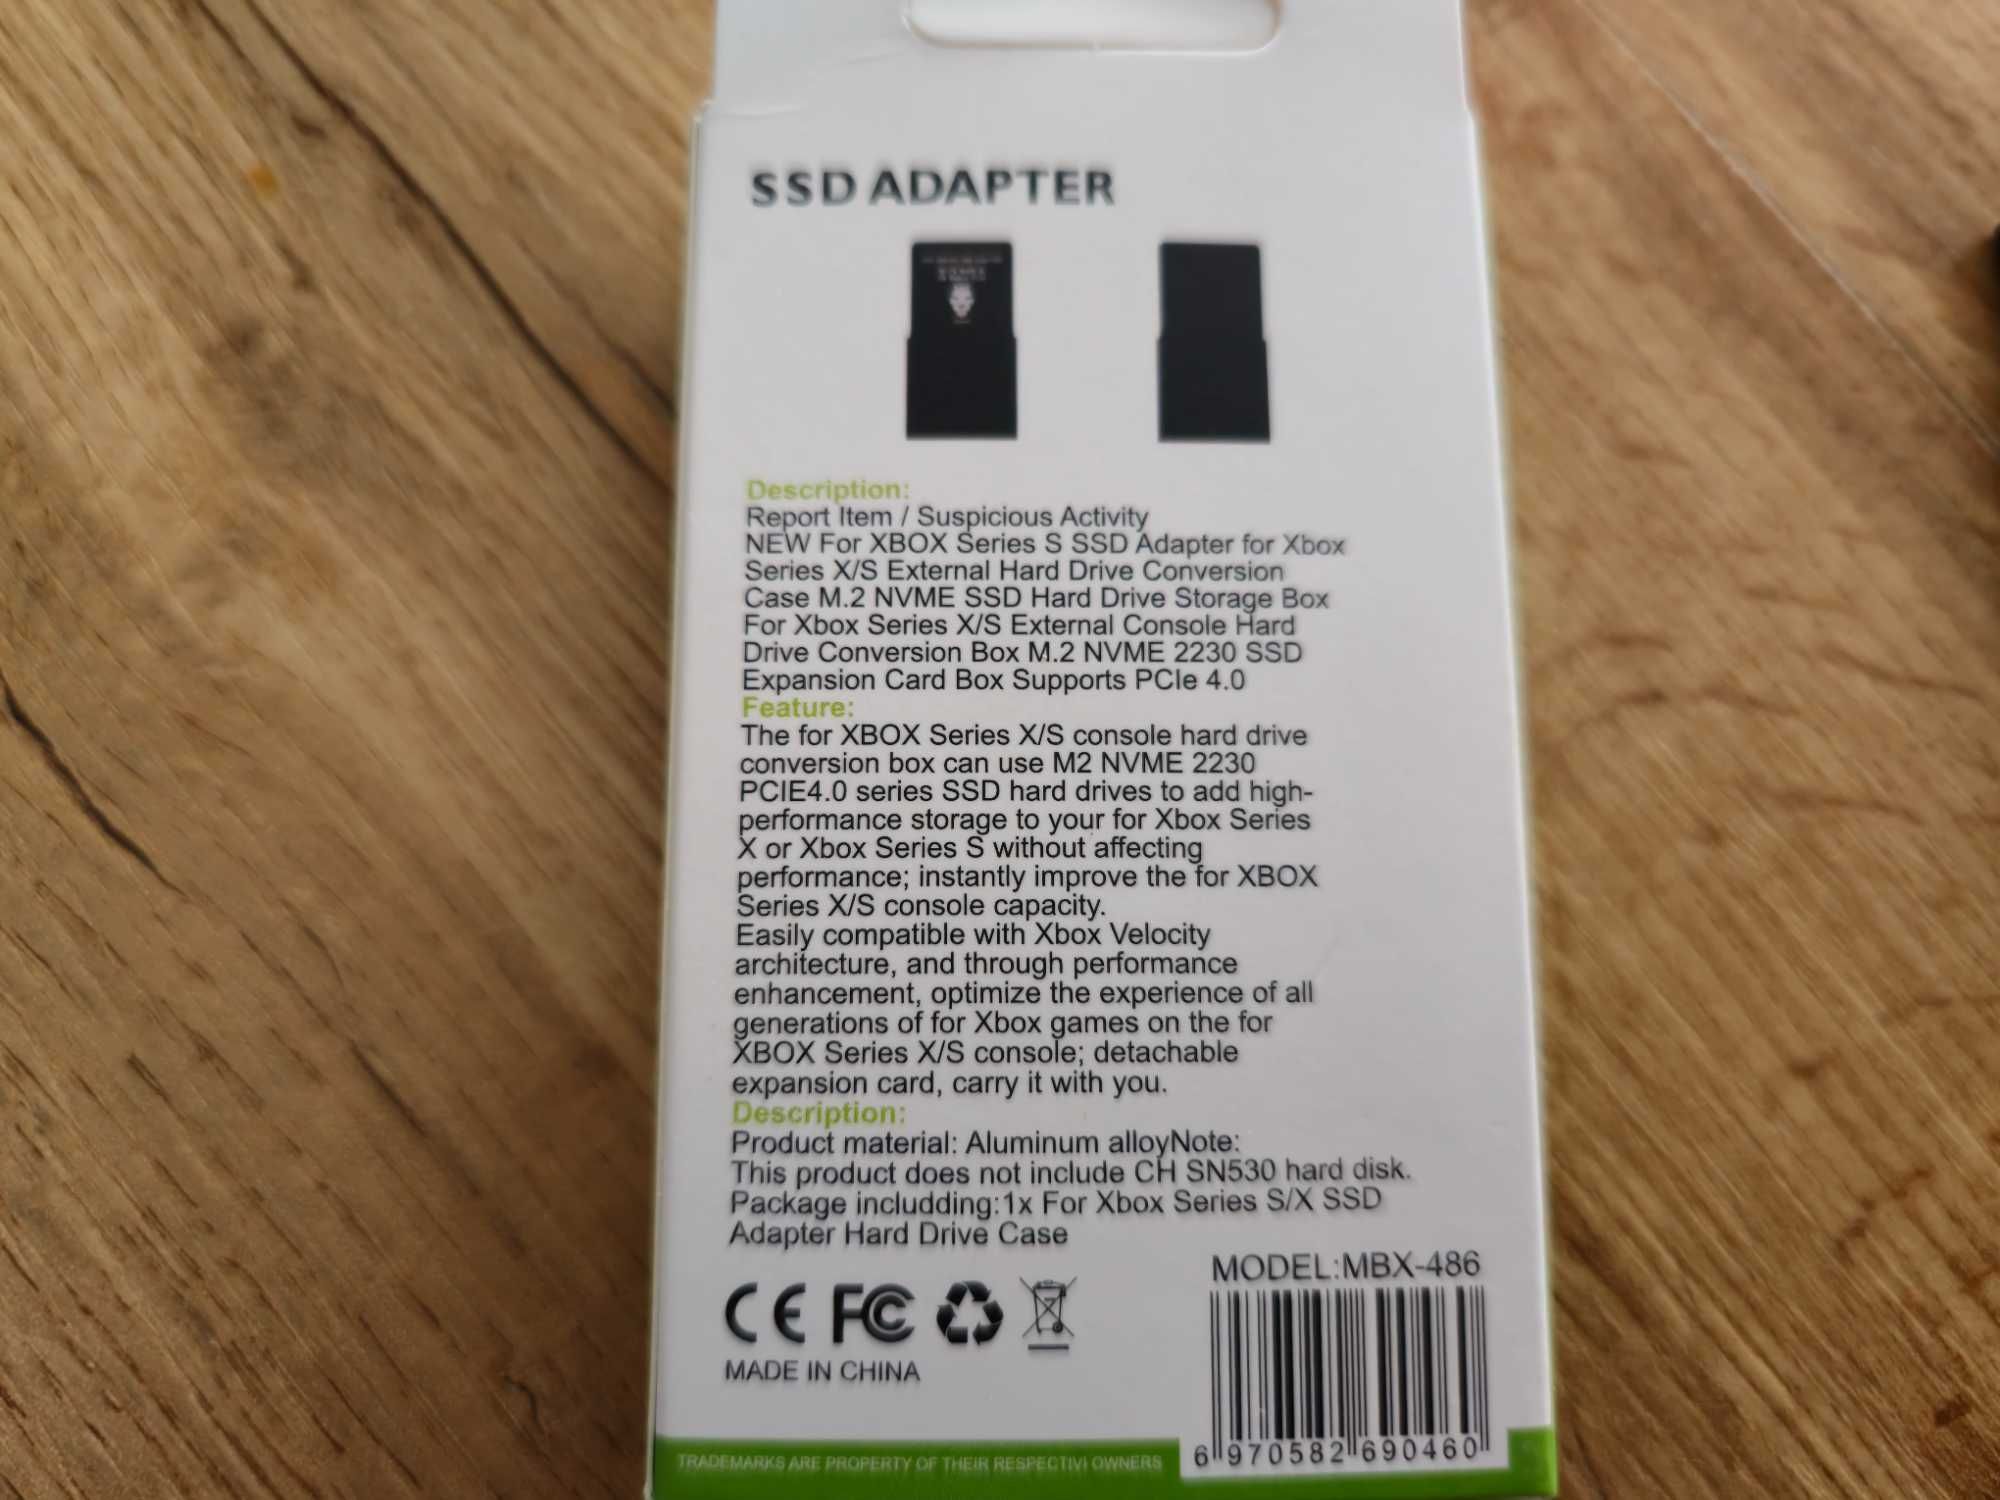 SSD ADAPTER
Description:
Report Item / Suspicious Activity
NEW For XBOX Series S SSD Adapter for Xbox
Series X/S External Hard Drive Conversion
Case M.2 NVME SSD Hard Drive Storage Box
For Xbox Series X/S External Console Hard
Drive Conversion Box M.2 NVME 2230 SSD
Expansion Card Box Supports PCIe 4.0
Feature:
The for XBOX Series X/S console hard drive
conversion box can use M2 NVME 2230
PCIE4.0 series SSD hard drives to add high-
performance storage to your for Xbox Series
X or Xbox Series S without affecting
performance; instantly improve the for XBOX
Series X/S console capacity.
Easily compatible with Xbox Velocity
architecture, and through performance
enhancement, optimize the experience of all
generations of for Xbox games on the for
XBOX Series X/S console; detachable
expansion card, carry it with you.
Description:
Product material: Aluminum alloyNote:
This product does not include CH SN530 hard disk.
Package includding:1x For Xbox Series S/X SSD
Adapter Hard Drive Case
MODEL:MBX-486
CE FC
MADE IN CHINA
6 970582 690460
TRADEMARKS ARE PROPERTY OF THEIR RESPECTIVI OWNERS